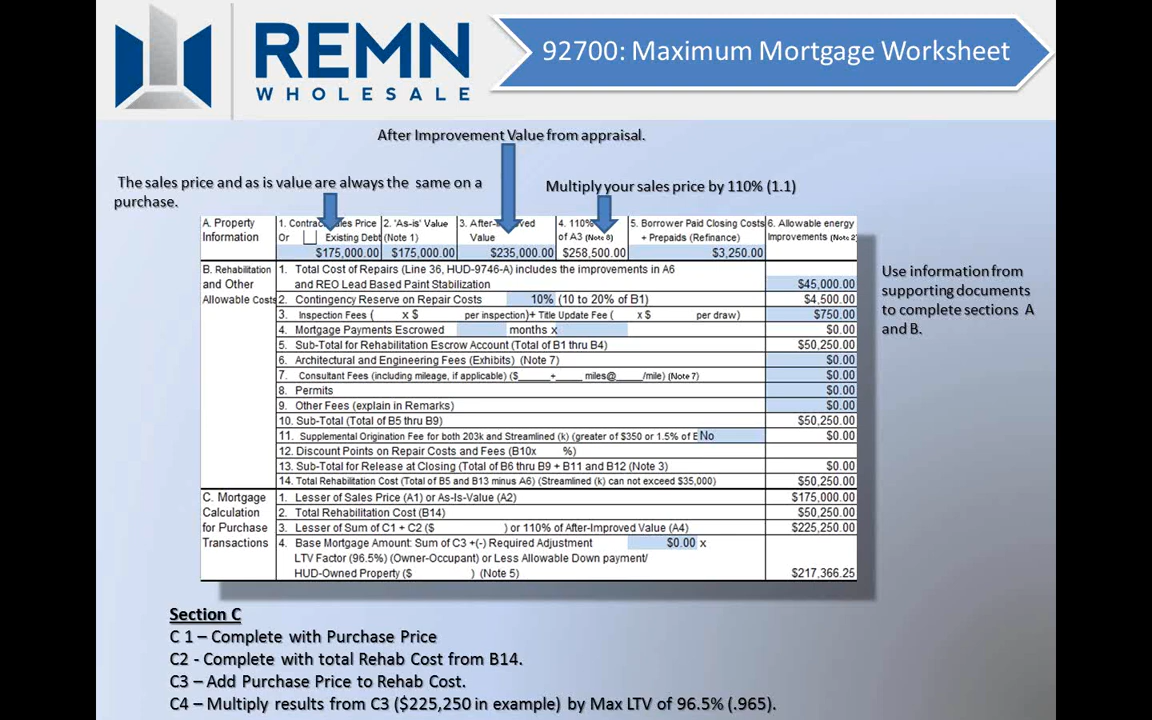 REMN
WHOLESALE
92700: Maximum Mortgage Worksheet
After Improvement Value from appraisal.
The sales price and as is value are always the same on a
purchase.
Multiply your sales price by 110% (1.1)
A. Property
Information
1. Contract Sales Price
Or Existing Debt
$175,000.00
2. 'As-is' Value
(Note 1)
$175,000.00
3. After-Improved
Value
$235,000.00
4. 110%
of A3 (Note 6)
$258,500.00
5. Borrower Paid Closing Costs
+ Prepaids (Refinance)
$3,250.00
6. Allowable energy
Improvements (Note 2)
B. Rehabilitation
and Other
Allowable Costs
1. Total Cost of Repairs (Line 36, HUD-9746-A) includes the improvements in A6
and REO Lead Based Paint Stabilization $45,000.00
2. Contingency Reserve on Repair Costs 10% (10 to 20% of B1) $4,500.00
3. Inspection Fees ( x $ per inspection)+ Title Update Fee ( x $ per draw) $750.00
4. Mortgage Payments Escrowed months x $0.00
5. Sub-Total for Rehabilitation Escrow Account (Total of B1 thru B4) $50,250.00
6. Architectural and Engineering Fees (Exhibits) (Note 7) $0.00
7. Consultant Fees (including mileage, if applicable) ($_____+_____ miles@_____/mile) (Note 7) $0.00
8. Permits $0.00
9. Other Fees (explain in Remarks) $0.00
10. Sub-Total (Total of B5 thru B9) $50,250.00
11. Supplemental Origination Fee for both 203k and Streamlined (k) (greater of $350 or 1.5% of E No $0.00
12. Discount Points on Repair Costs and Fees (B10x %)
13. Sub-Total for Release at Closing (Total of B6 thru B9 + B11 and B12 (Note 3) $0.00
14. Total Rehabilitation Cost (Total of B5 and B13 minus A6) (Streamlined (k) can not exceed $35,000) $50,250.00
C. Mortgage
Calculation
for Purchase
Transactions
1. Lesser of Sales Price (A1) or As-Is-Value (A2) $175,000.00
2. Total Rehabilitation Cost (B14) $50,250.00
3. Lesser of Sum of C1 + C2 ($ ) or 110% of After-Improved Value (A4) $225,250.00
4. Base Mortgage Amount: Sum of C3 +(-) Required Adjustment $0.00 x
LTV Factor (96.5%) (Owner-Occupant) or Less Allowable Down payment/
HUD-Owned Property ($ ) (Note 5) $217,366.25
Use information from
supporting documents
to complete sections A
and B.
Section C
C 1 – Complete with Purchase Price
C2 - Complete with total Rehab Cost from B14.
C3 – Add Purchase Price to Rehab Cost.
C4 – Multiply results from C3 ($225,250 in example) by Max LTV of 96.5% (.965).